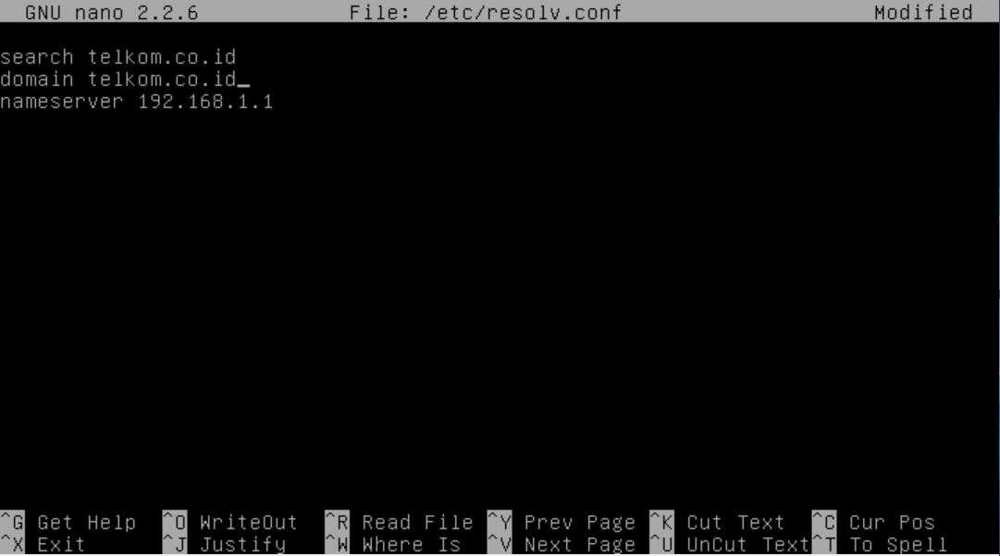 GNU nano 2.2.6 File: /etc/resolv.conf Modified
search telkom.co.id
domain telkom.co.id_
nameserver 192.168.1.1
^G Get Help ^O WriteOut ^R Read File ^Y Prev Page ^K Cut Text ^C Cur Pos
^X Exit ^J Justify ^W Where Is ^V Next Page ^U UnCut Text ^T To Spell